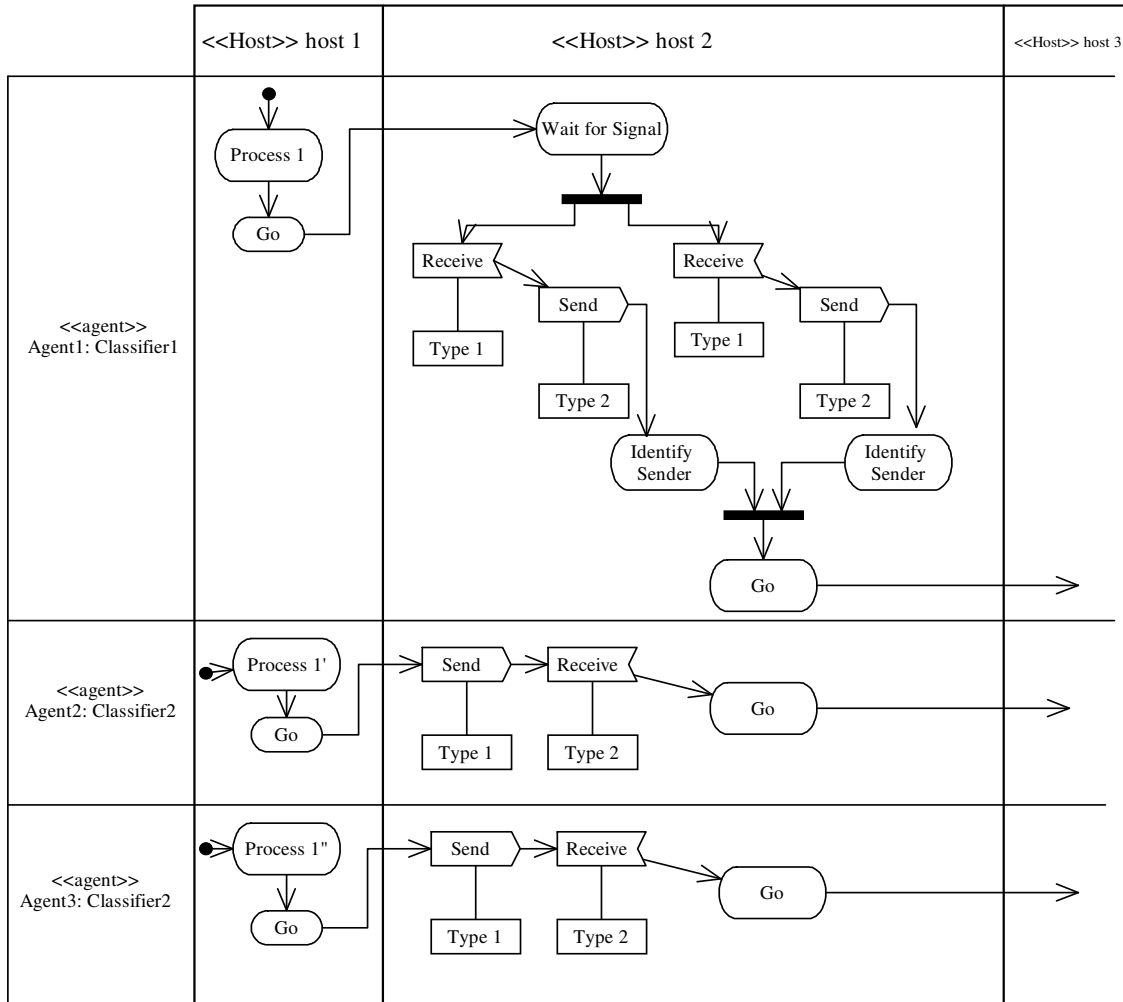 <<Host>> host 1
<<Host>> host 2
<<Host>> host 3
<<agent>>
Agent1: Classifier1
Process 1
Go
Wait for Signal
Receive
Type 1
Send
Type 2
Identify
Sender
Receive
Type 1
Send
Type 2
Identify
Sender
Go
<<agent>>
Agent2: Classifier2
Process 1'
Go
Send
Type 1
Receive
Type 2
Go
<<agent>>
Agent3: Classifier2
Process 1"
Go
Send
Type 1
Receive
Type 2
Go